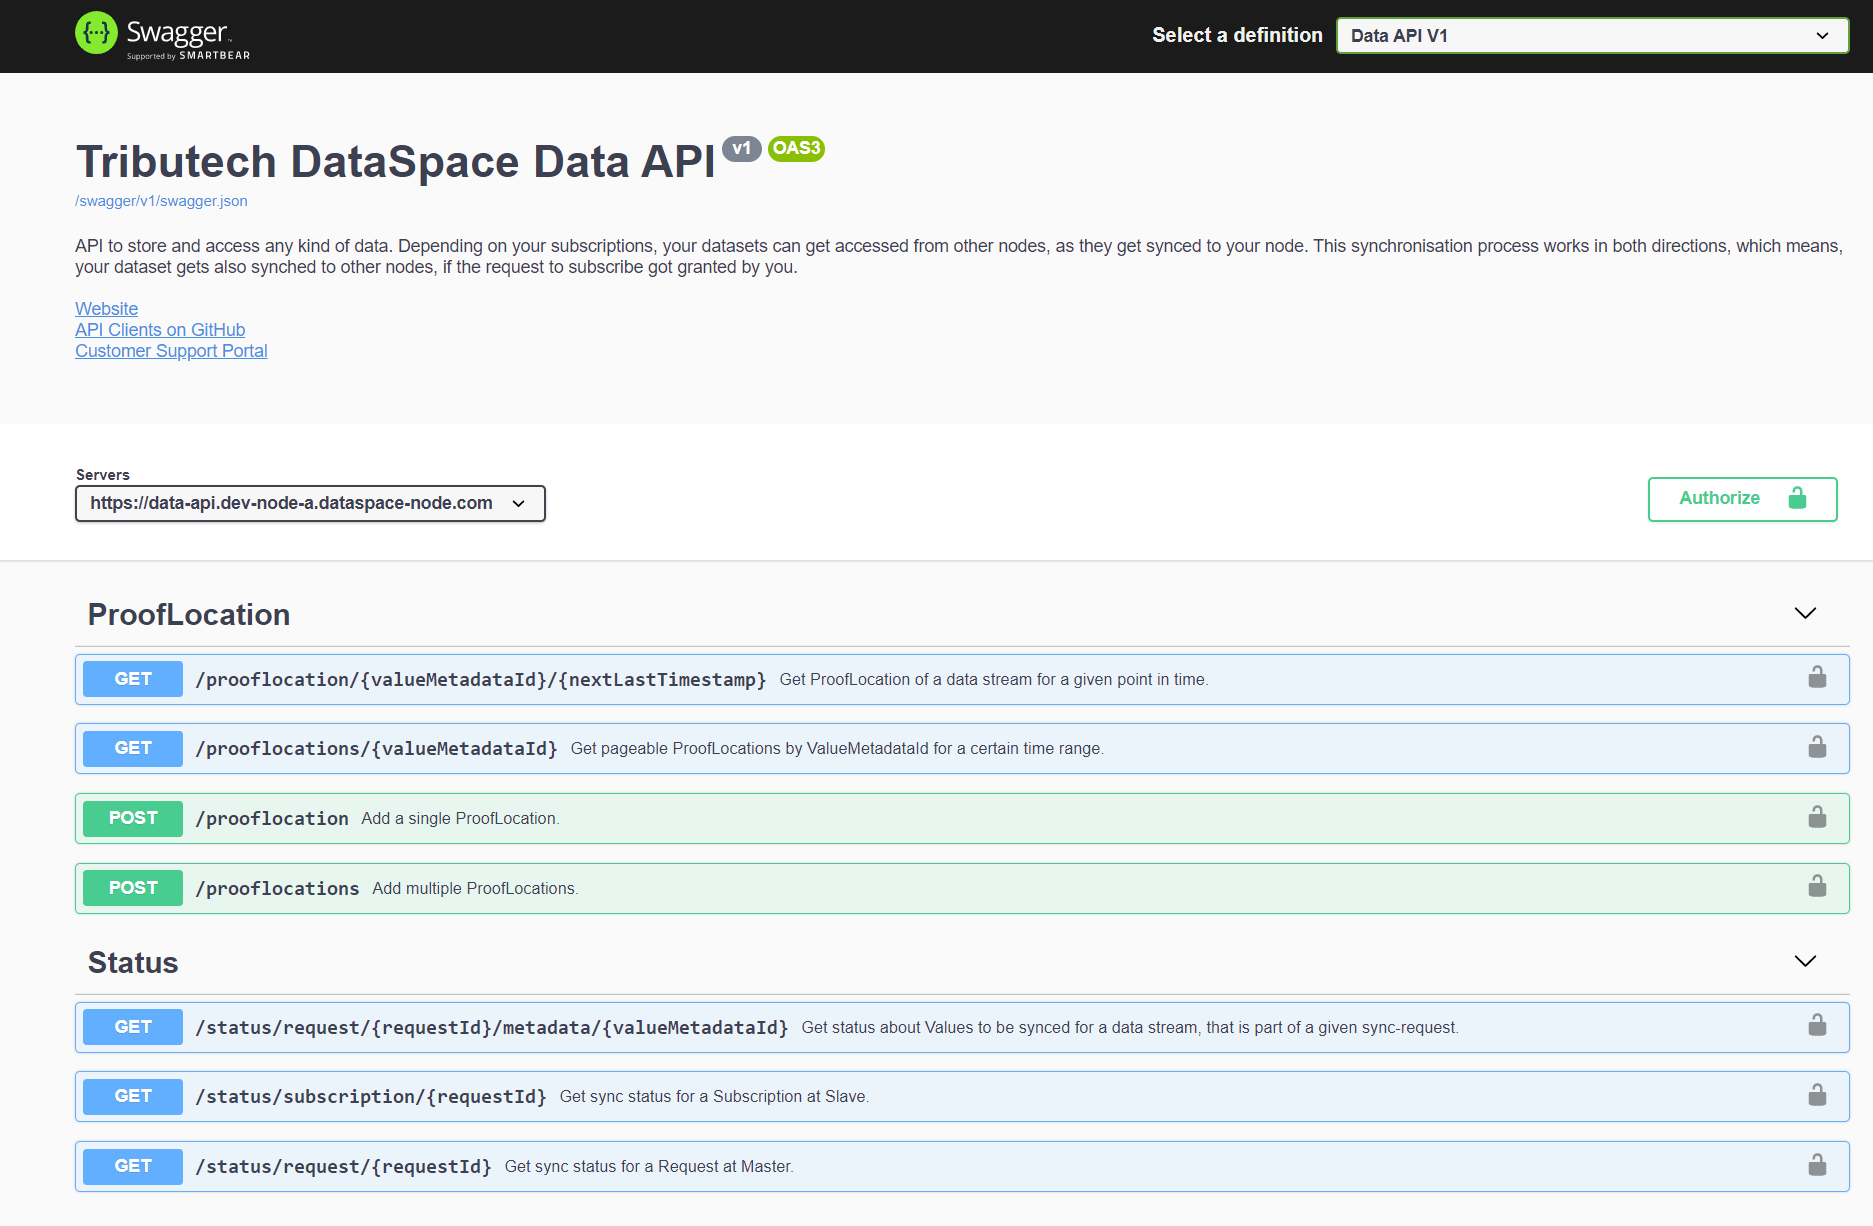 {···} Swagger™
Supported by SMARTBEAR
Select a definition
Data API V1
Tributech DataSpace Data API v1 OAS3
/swagger/v1/swagger.json
API to store and access any kind of data. Depending on your subscriptions, your datasets can get accessed from other nodes, as they get synced to your node. This synchronisation process works in both directions, which means,
your dataset gets also synched to other nodes, if the request to subscribe got granted by you.
Website
API Clients on GitHub
Customer Support Portal
Servers
https://data-api.dev-node-a.dataspace-node.com
Authorize
ProofLocation
GET /prooflocation/{valueMetadataId}/{nextLastTimestamp} Get ProofLocation of a data stream for a given point in time.
GET /prooflocations/{valueMetadataId} Get pageable ProofLocations by ValueMetadataId for a certain time range.
POST /prooflocation Add a single ProofLocation.
POST /prooflocations Add multiple ProofLocations.
Status
GET /status/request/{requestId}/metadata/{valueMetadataId} Get status about Values to be synced for a data stream, that is part of a given sync-request.
GET /status/subscription/{requestId} Get sync status for a Subscription at Slave.
GET /status/request/{requestId} Get sync status for a Request at Master.